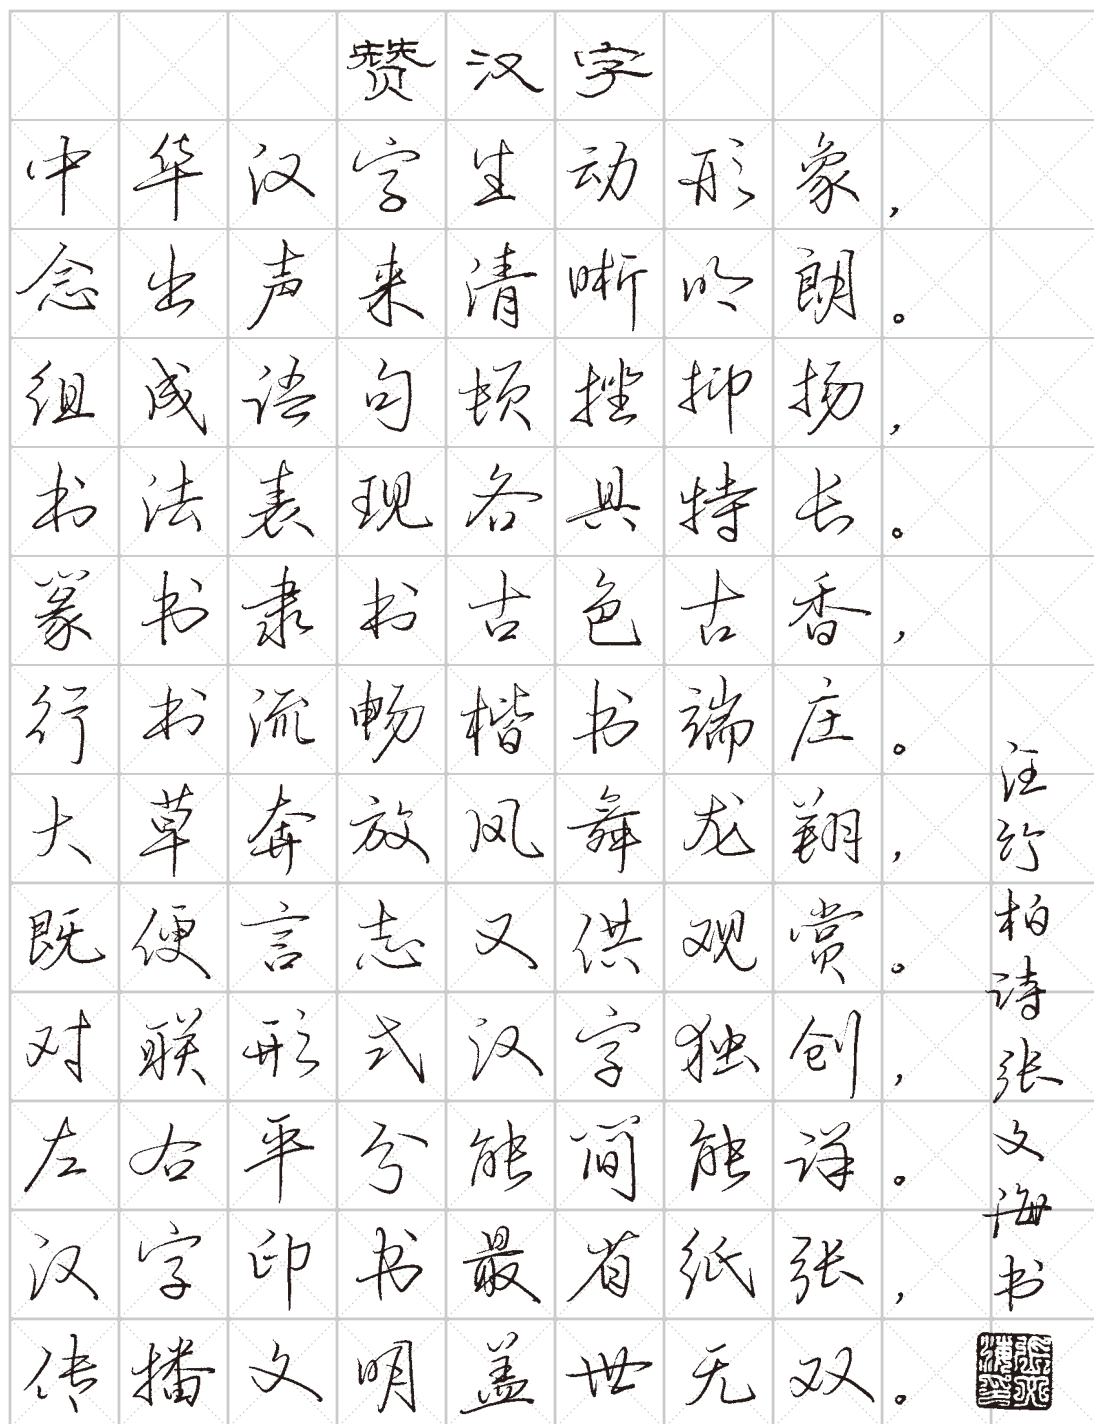 赞汉字
中华汉字生动形象，
念出声来清晰明朗。
组成语句顿挫抑扬，
书法表现各具特长。
篆书隶书古色古香，
行书流畅楷书端庄。
大草奔放凤舞龙翔，
既便言志又供观赏。
对联形式汉字独创，
左右平分能简能详。
汉字印书最省纸张，
传播文明盖世无双。
汪竹柏诗张文海书